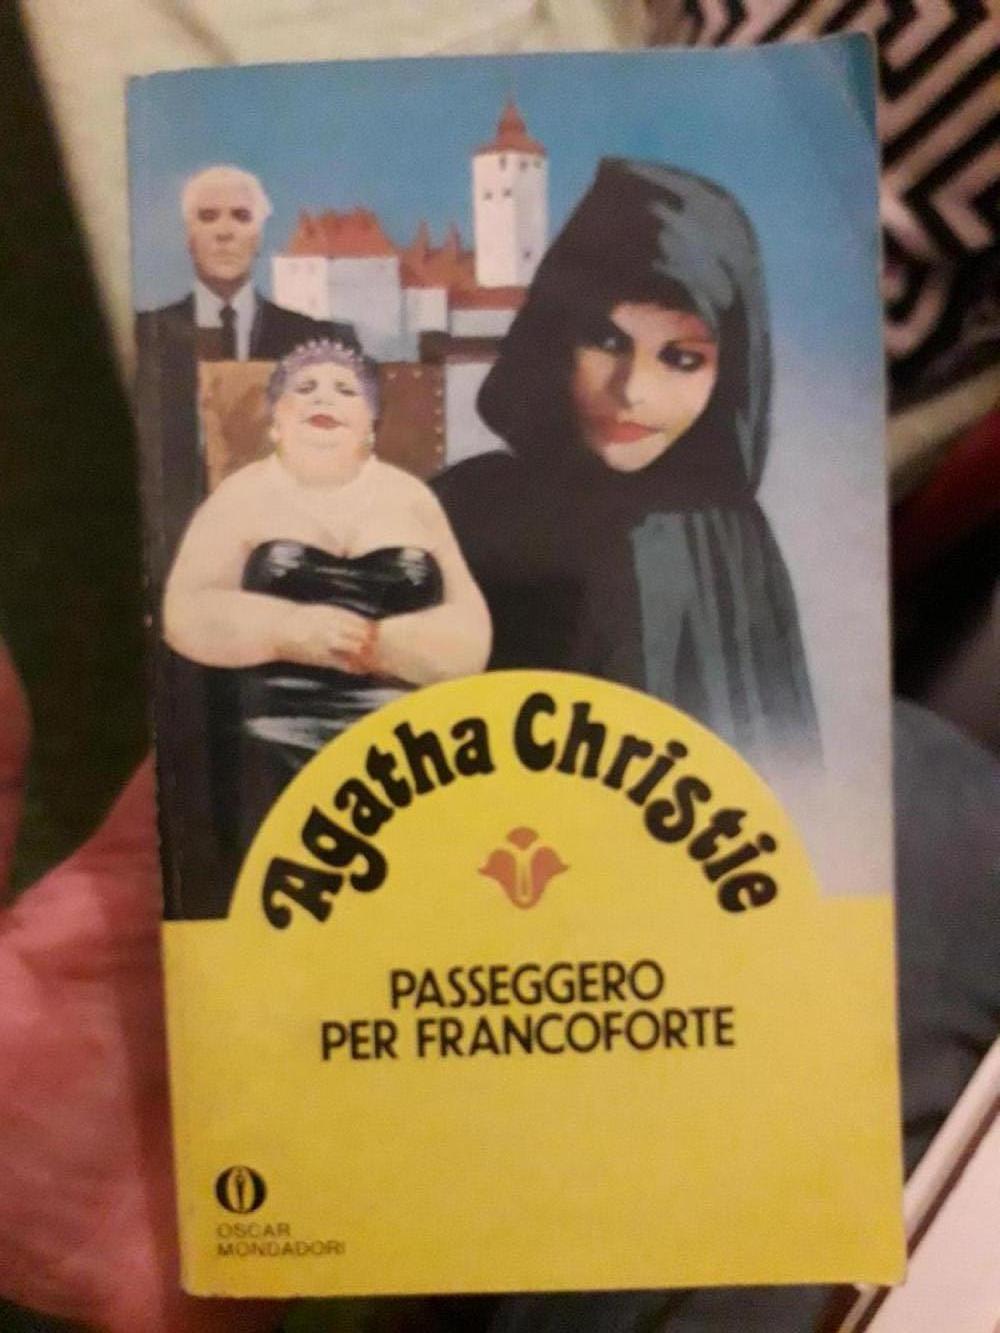 Agatha Christie
PASSEGGERO
PER FRANCOFORTE
OSCAR
MONDADORI